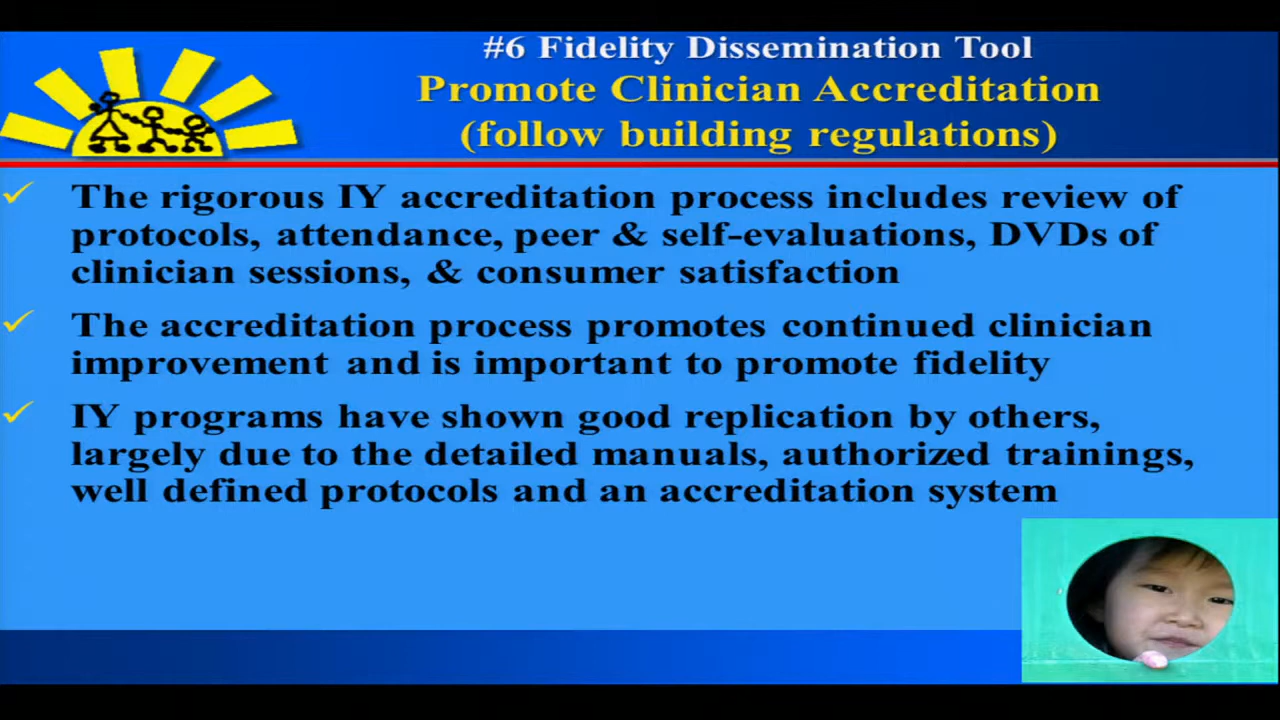 #6 Fidelity Dissemination Tool
Promote Clinician Accreditation
(follow building regulations)
The rigorous IY accreditation process includes review of
protocols, attendance, peer & self-evaluations, DVDs of
clinician sessions, & consumer satisfaction
The accreditation process promotes continued clinician
improvement and is important to promote fidelity
IY programs have shown good replication by others,
largely due to the detailed manuals, authorized trainings,
well defined protocols and an accreditation system